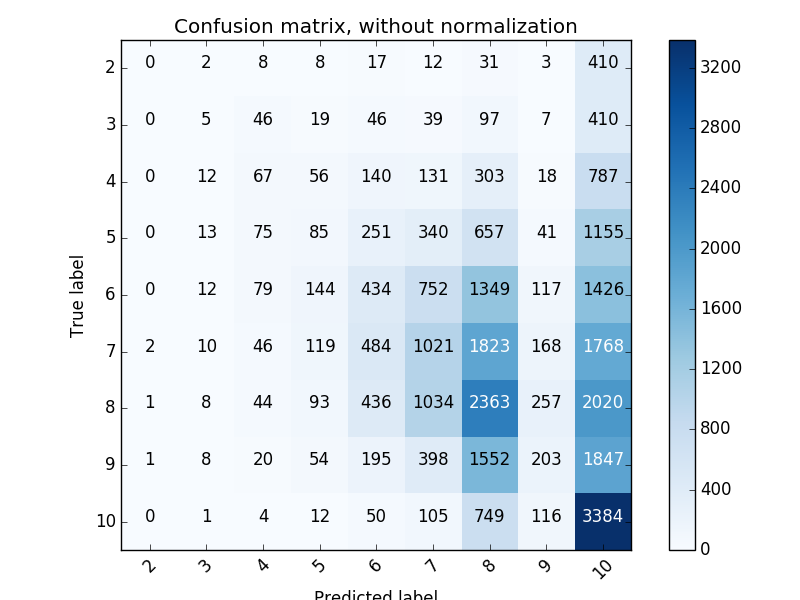 Confusion matrix, without normalization
True label
2 0 2 8 8 17 12 31 3 410
3 0 5 46 19 46 39 97 7 410
4 0 12 67 56 140 131 303 18 787
5 0 13 75 85 251 340 657 41 1155
6 0 12 79 144 434 752 1349 117 1426
7 2 10 46 119 484 1021 1823 168 1768
8 1 8 44 93 436 1034 2363 257 2020
9 1 8 20 54 195 398 1552 203 1847
10 0 1 4 12 50 105 749 116 3384
2 3 4 5 6 7 8 9 10
Predicted label
3200
2800
2400
2000
1600
1200
800
400
0